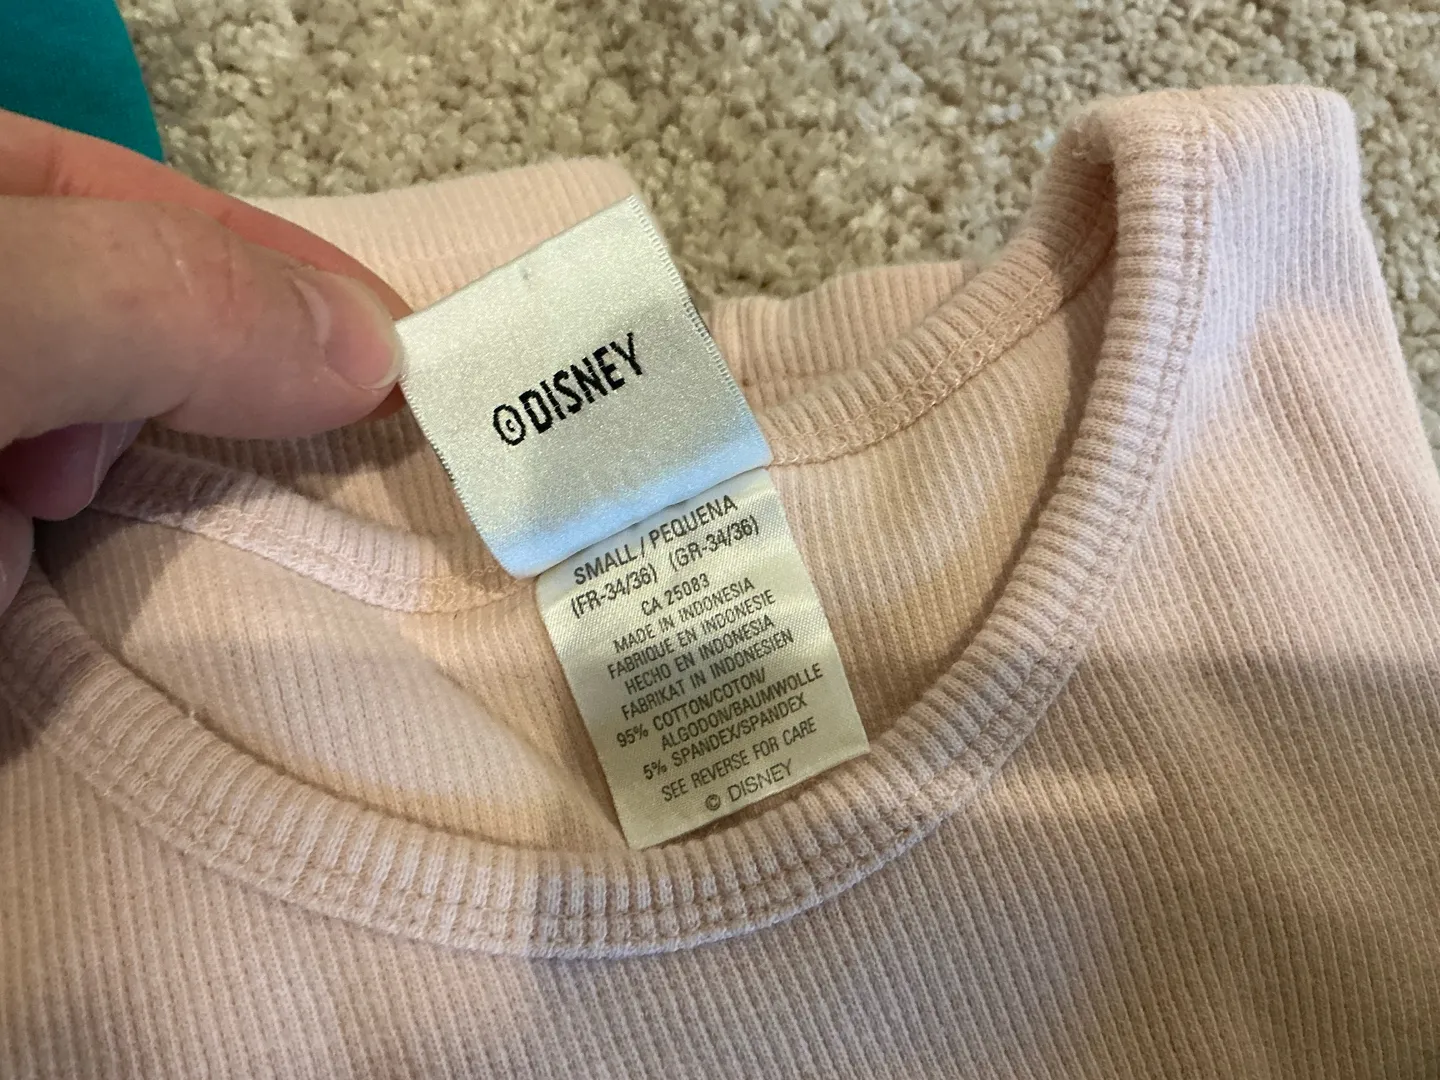 ©DISNEY
SMALL / PEQUENA
(FR-34/36) (GR-34/36)
CA 25083
MADE IN INDONESIA
FABRIQUE EN INDONESIE
HECHO EN INDONESIA
FABRIKAT IN INDONESIEN
95% COTTON/COTON/
ALGODON/BAUMWOLLE
5% SPANDEX/SPANDEX
SEE REVERSE FOR CARE
© DISNEY